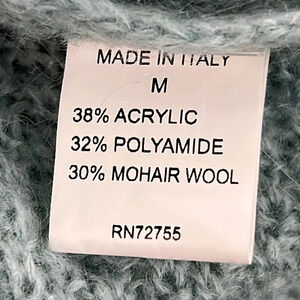 MADE IN ITALY
M
38% ACRYLIC
32% POLYAMIDE
30% MOHAIR WOOL
RN72755